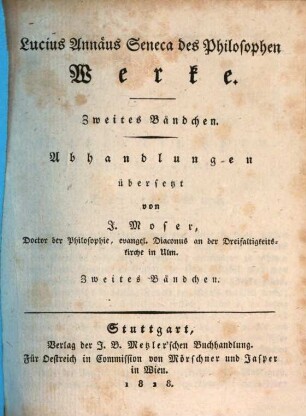 Lucius Annäus Seneca des Philosophen
Werke.
Zweites Bändchen.
Abhandlungen
übersetzt
von
J. Moser,
Doctor der Philosophie, evangel. Diaconus an der Dreifaltigkeits-
kirche in Ulm.
Zweites Bändchen.
Stuttgart,
Verlag der J. B. Metzler'schen Buchhandlung.
Für Oestreich in Commission von Mörschner und Jasper
in Wien.
1828.